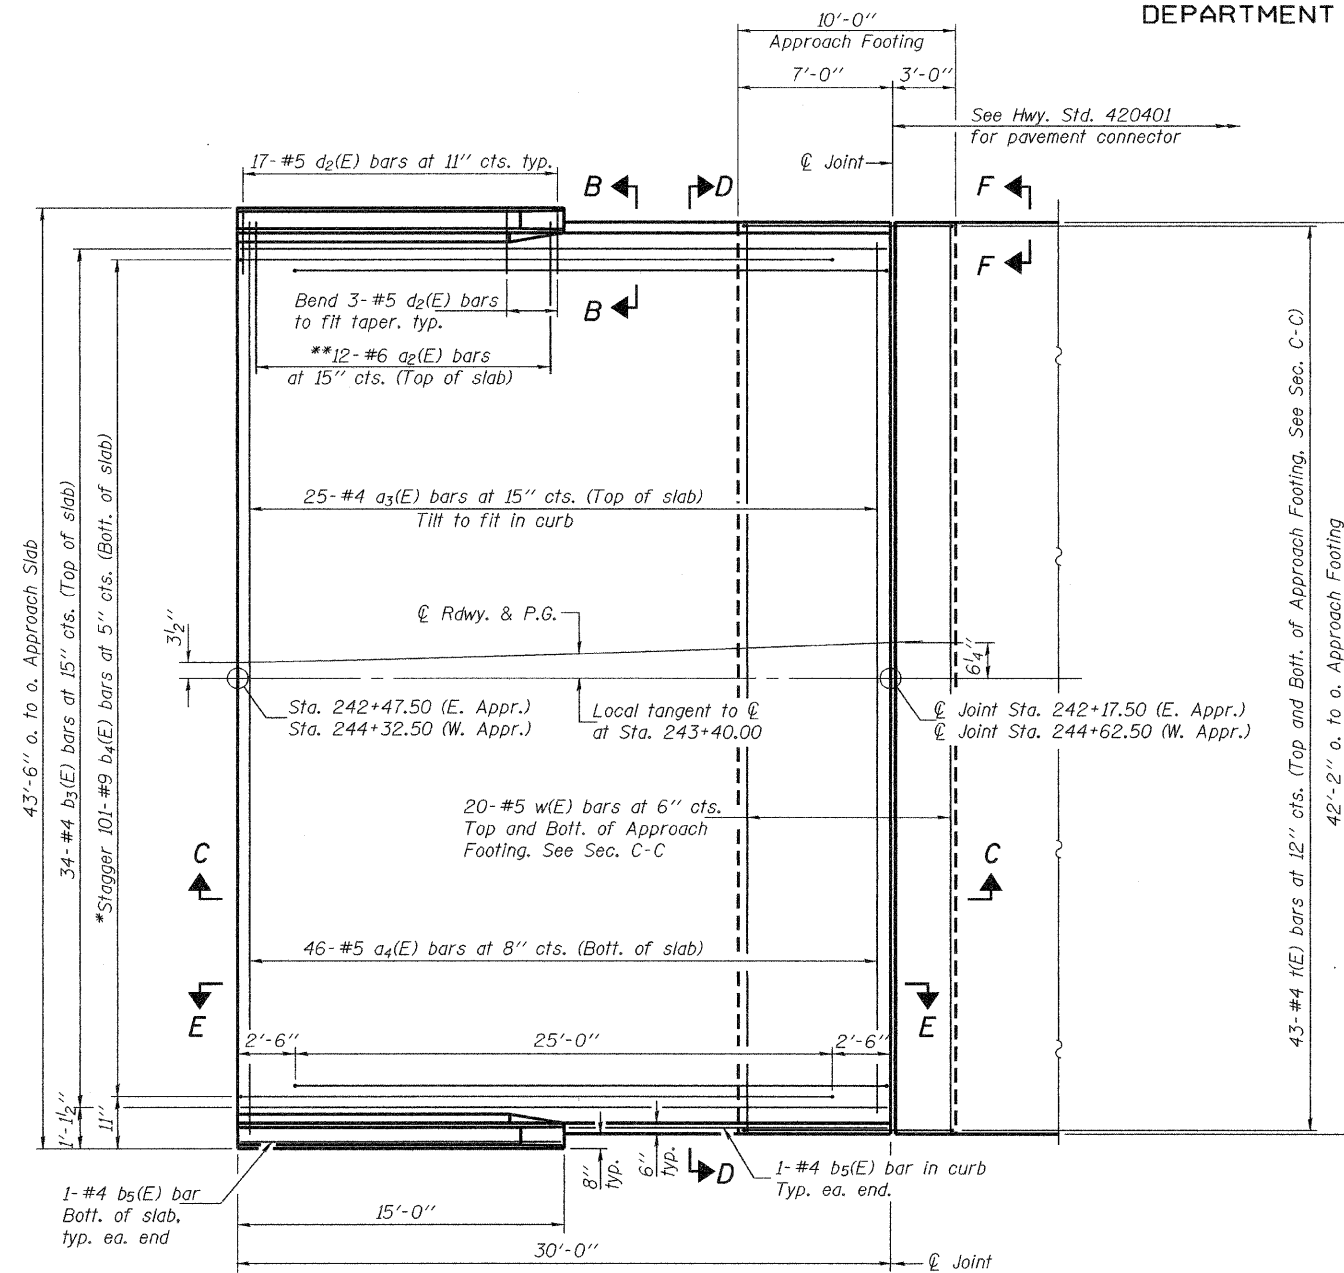 DEPARTMENT
10'-0"
Approach Footing
7'-0"
3'-0"
See Hwy. Std. 420401
for pavement connector
℄ Joint
17-#5 d₂(E) bars at 11" cts. typ.
B
D
F
F
B
Bend 3-#5 d₂(E) bars
to fit taper. typ.
**12-#6 a₂(E) bars
at 15" cts. (Top of slab)
25-#4 a₃(E) bars at 15" cts. (Top of slab)
Tilt to fit in curb
43'-6" o. to o. Approach Slab
34-#4 b₃(E) bars at 15" cts. (Top of slab)
*Stagger 101-#9 b₄(E) bars at 5" cts. (Bott. of slab)
3½"
℄ Rdwy. & P.G.
6¼"
Sta. 242+47.50 (E. Appr.)
Sta. 244+32.50 (W. Appr.)
Local tangent to ℄
at Sta. 243+40.00
℄ Joint Sta. 242+17.50 (E. Appr.)
℄ Joint Sta. 244+62.50 (W. Appr.)
20-#5 w(E) bars at 6" cts.
Top and Bott. of Approach
Footing. See Sec. C-C
C
C
46-#5 a₄(E) bars at 8" cts. (Bott. of slab)
E
E
43-#4 t(E) bars at 12" cts. (Top and Bott. of Approach Footing, See Sec. C-C)
42'-2" o. to o. Approach Footing
2'-6"
25'-0"
2'-6"
1'-1½"
11"
8"
typ.
6"
typ.
D
1-#4 b₅(E) bar in curb
Typ. ea. end.
1-#4 b₅(E) bar
Bott. of slab,
typ. ea. end
15'-0"
30'-0"
℄ Joint